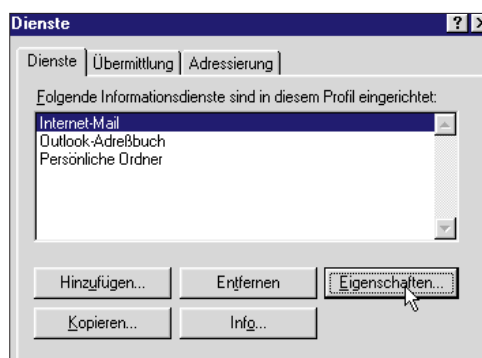 Dienste
Dienste Übermittlung Adressierung
Folgende Informationsdienste sind in diesem Profil eingerichtet:
Internet-Mail
Outlook-Adreßbuch
Persönliche Ordner
Hinzufügen... Entfernen Eigenschaften...
Kopieren... Info...